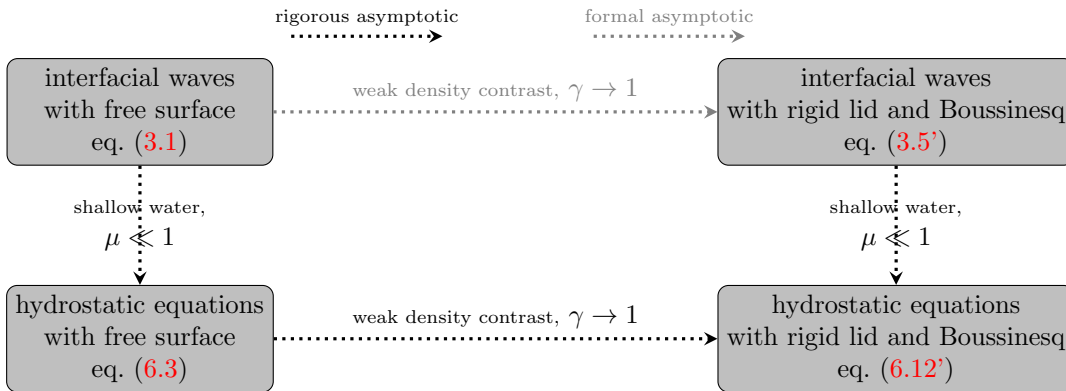 rigorous asymptotic
formal asymptotic
interfacial waves
with free surface
eq. (3.1)
weak density contrast, γ → 1
interfacial waves
with rigid lid and Boussinesq
eq. (3.5')
shallow water,
μ ≪ 1
shallow water,
μ ≪ 1
hydrostatic equations
with free surface
eq. (6.3)
weak density contrast, γ → 1
hydrostatic equations
with rigid lid and Boussinesq
eq. (6.12')